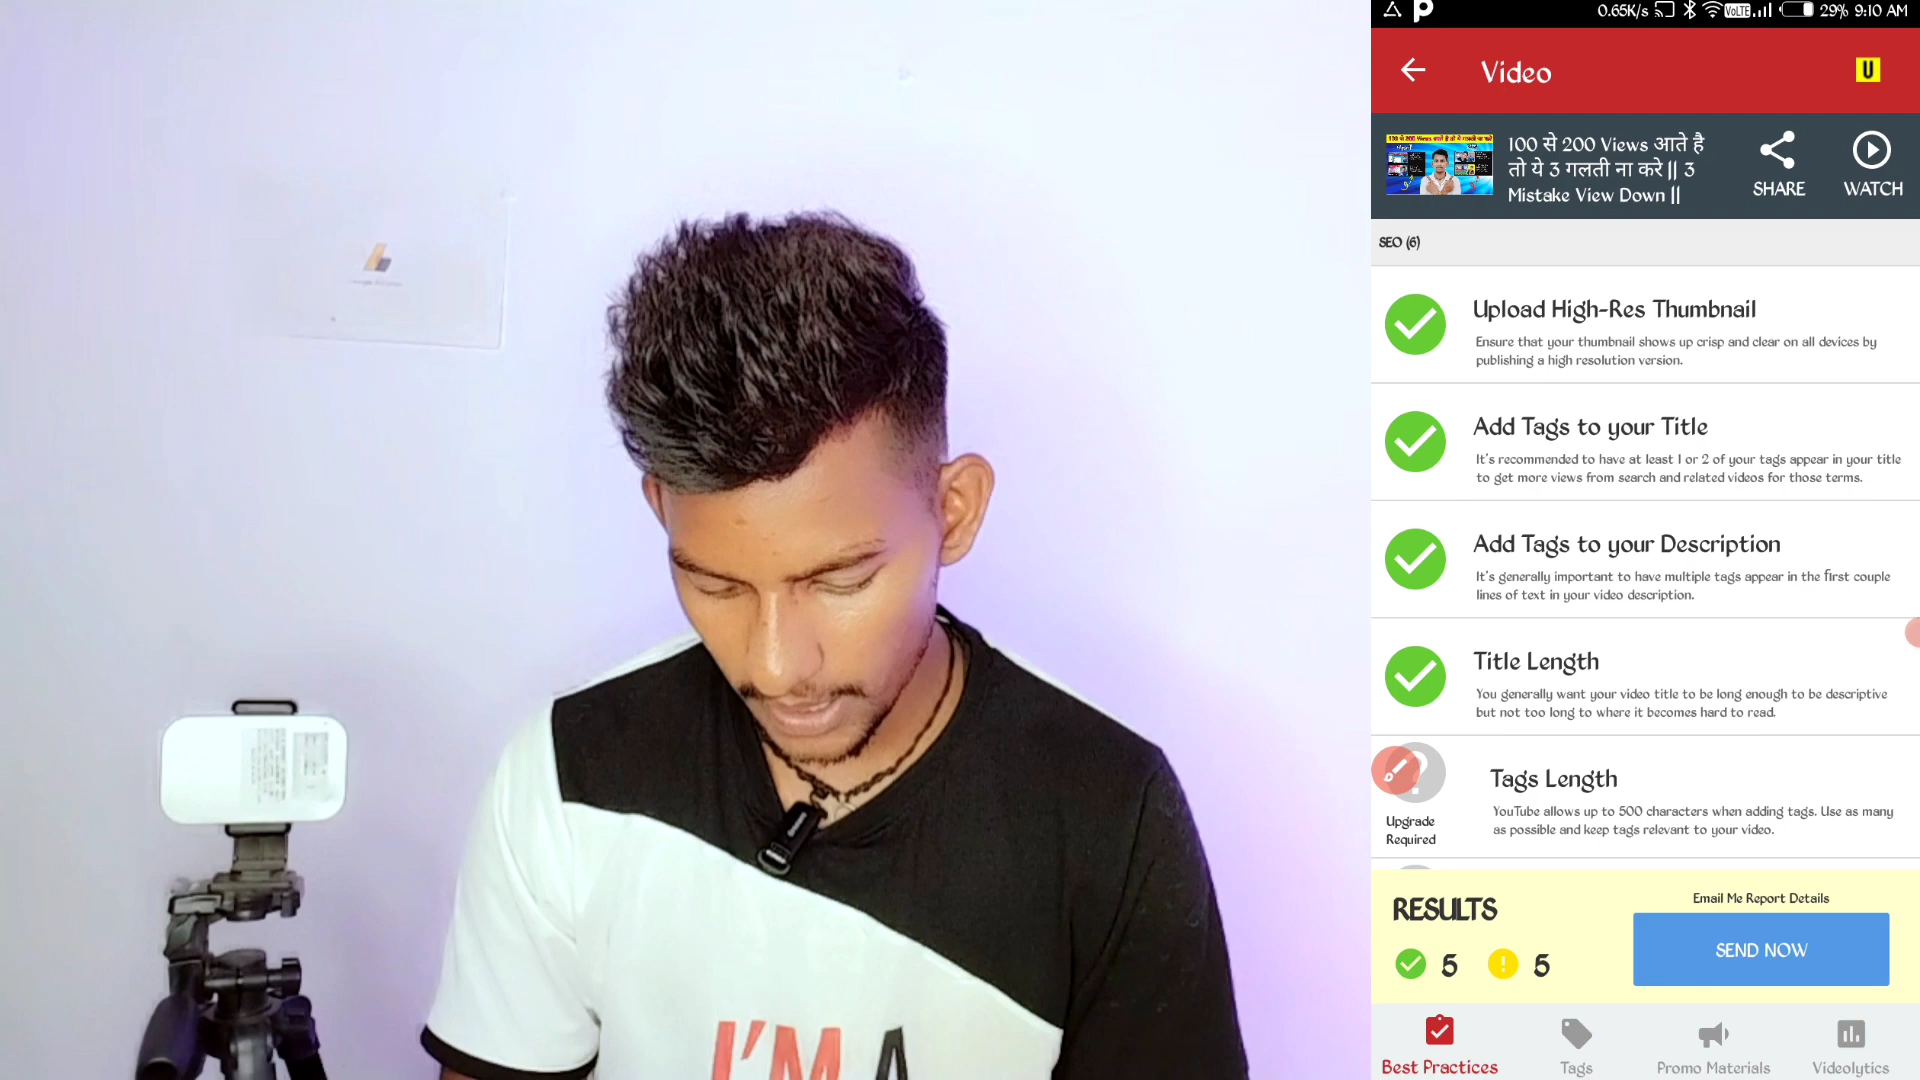 0.65K/s VoLTE 29% 9:10 AM
Video
U
100 से 200 Views आते है
तो ये 3 गलती ना करे || 3
Mistake View Down ||
SHARE
WATCH
SEO (6)
Upload High-Res Thumbnail
Ensure that your thumbnail shows up crisp and clear on all devices by
publishing a high resolution version.
Add Tags to your Title
It's recommended to have at least 1 or 2 of your tags appear in your title
to get more views from search and related videos for those terms.
Add Tags to your Description
It's generally important to have multiple tags appear in the first couple
lines of text in your video description.
Title Length
You generally want your video title to be long enough to be descriptive
but not too long to where it becomes hard to read.
Tags Length
YouTube allows up to 500 characters when adding tags. Use as many
as possible and keep tags relevant to your video.
Upgrade
Required
RESULTS
5 5
Email Me Report Details
SEND NOW
Best Practices
Tags
Promo Materials
Videolytics
I'M A